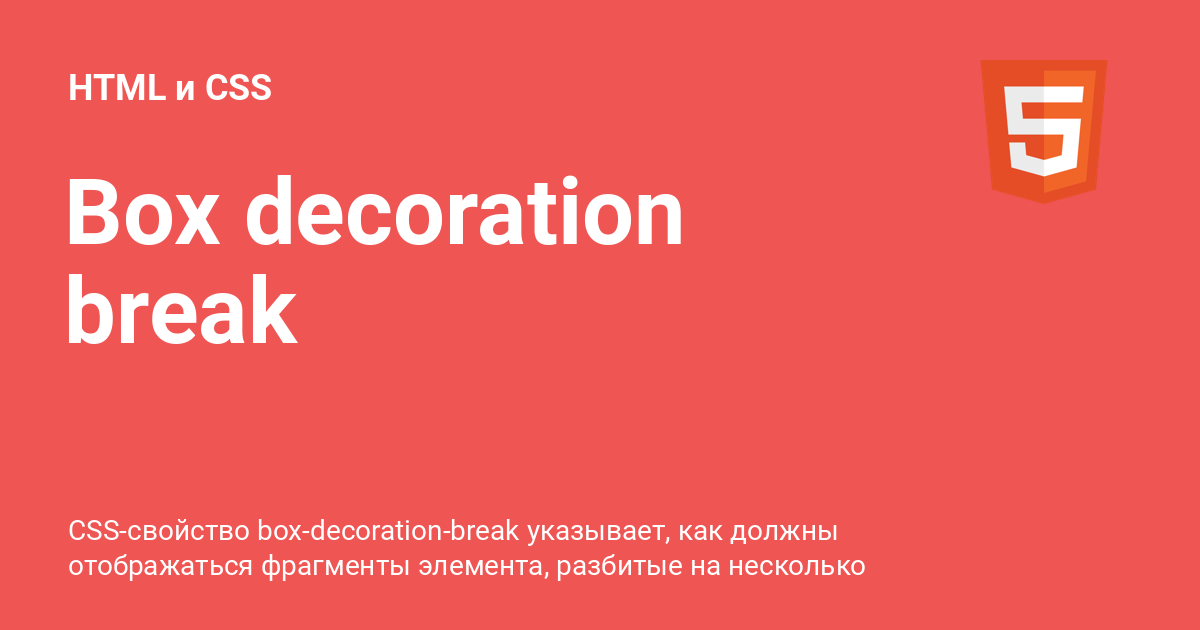 HTML и CSS
Box decoration
break
CSS-свойство box-decoration-break указывает, как должны
отображаться фрагменты элемента, разбитые на несколько